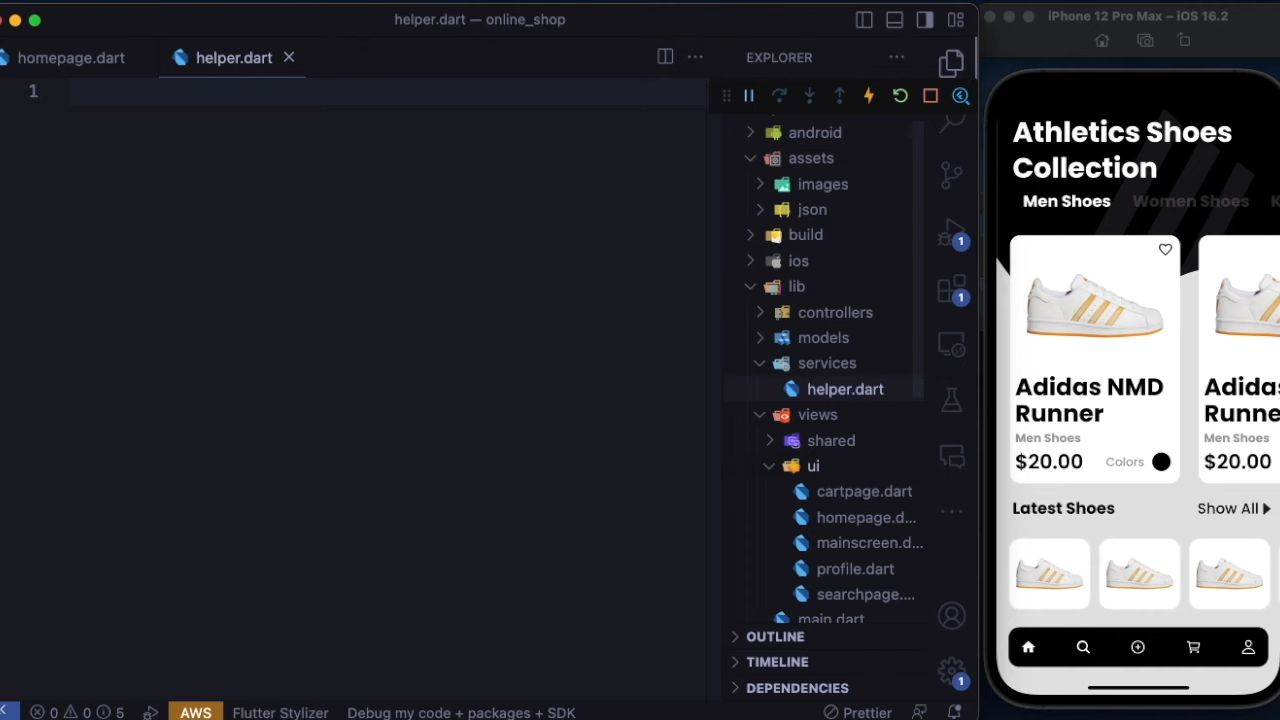 helper.dart — online_shop
homepage.dart
helper.dart
EXPLORER
1
android
assets
images
json
build
ios
lib
controllers
models
services
helper.dart
views
shared
ui
cartpage.dart
homepage.d...
mainscreen.d...
profile.dart
searchpage....
main.dart
OUTLINE
TIMELINE
DEPENDENCIES
1
1
1
0 0 5
AWS
Flutter Stylizer
Debug my code + packages + SDK
Prettier
iPhone 12 Pro Max – iOS 16.2
Athletics Shoes
Collection
Men Shoes Women Shoes K
Adidas NMD
Runner
Men Shoes
$20.00 Colors
Adidas
Runne
Men Shoes
$20.00
Latest Shoes Show All